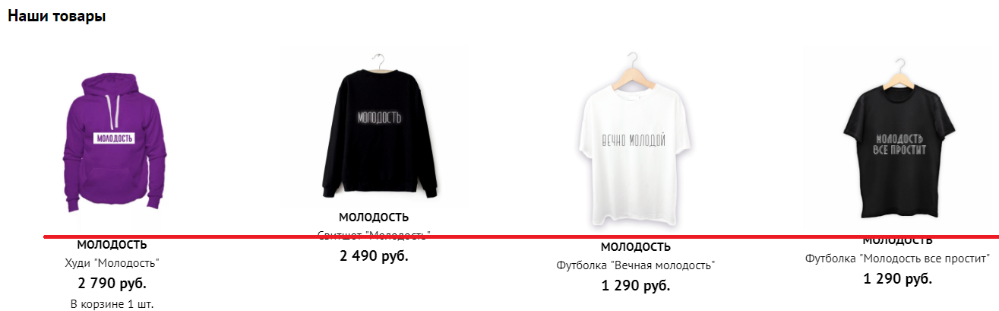 Наши товары
МОЛОДОСТЬ
МОЛОДОСТЬ
Худи "Молодость"
2 790 руб.
В корзине 1 шт.
МОЛОДОСТЬ
МОЛОДОСТЬ
Свитшот "Молодость"
2 490 руб.
ВЕЧНО МОЛОДОЙ
МОЛОДОСТЬ
Футболка "Вечная молодость"
1 290 руб.
МОЛОДОСТЬ
ВСЕ ПРОСТИТ
МОЛОДОСТЬ
Футболка "Молодость все простит"
1 290 руб.